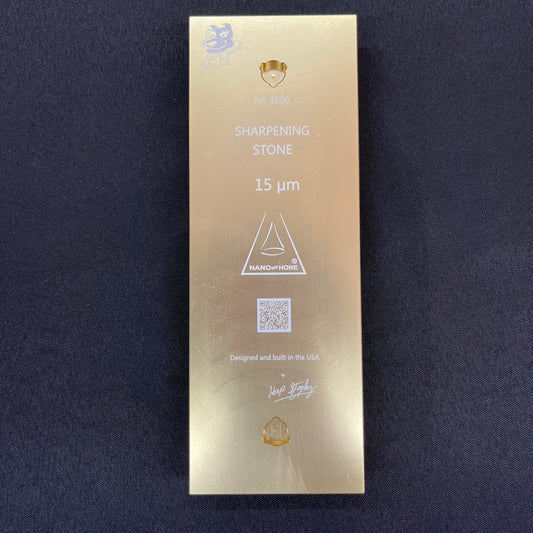 NS-1000
SHARPENING
STONE
15 µm
NANO HONE ®
Designed and built in the USA
by